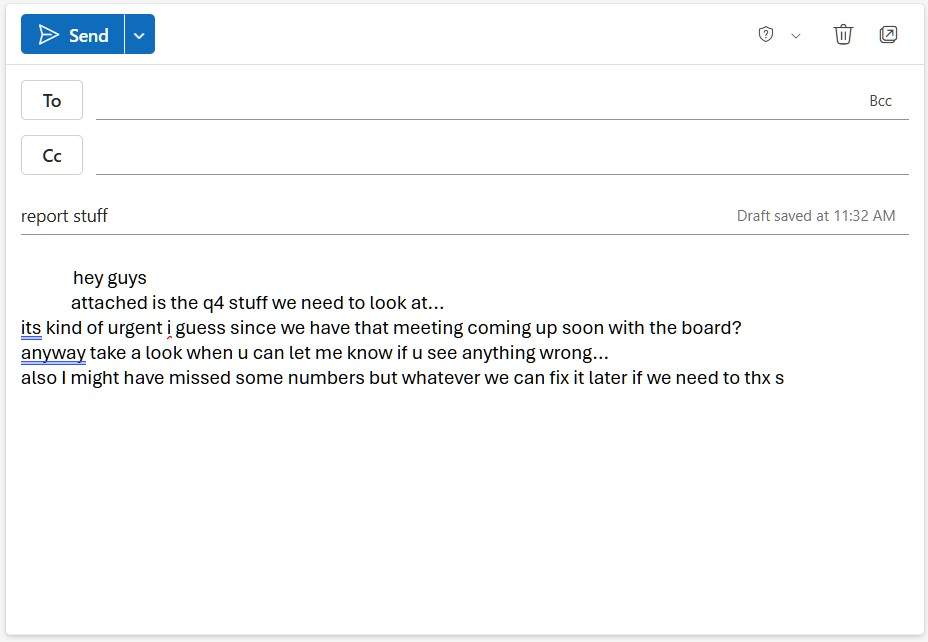 Send
To
Bcc
Cc
report stuff
Draft saved at 11:32 AM
hey guys
attached is the q4 stuff we need to look at...
its kind of urgent i guess since we have that meeting coming up soon with the board?
anyway take a look when u can let me know if u see anything wrong...
also I might have missed some numbers but whatever we can fix it later if we need to thx s